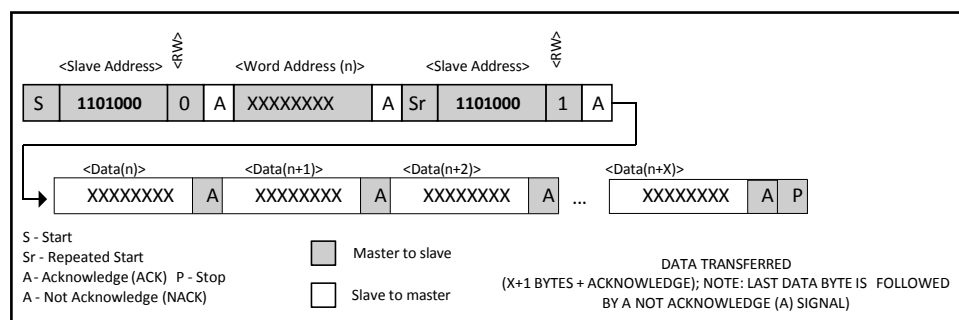 <RW> <RW>
<Slave Address> <Word Address (n)> <Slave Address>
S 1101000 0 A XXXXXXXX A Sr 1101000 1 A
<Data(n)> <Data(n+1)> <Data(n+2)> <Data(n+X)>
XXXXXXXX A XXXXXXXX A XXXXXXXX A ... XXXXXXXX A P
S - Start
Sr - Repeated Start
A - Acknowledge (ACK) P - Stop
A - Not Acknowledge (NACK)
Master to slave
Slave to master
DATA TRANSFERRED
(X+1 BYTES + ACKNOWLEDGE); NOTE: LAST DATA BYTE IS FOLLOWED
BY A NOT ACKNOWLEDGE (A) SIGNAL)